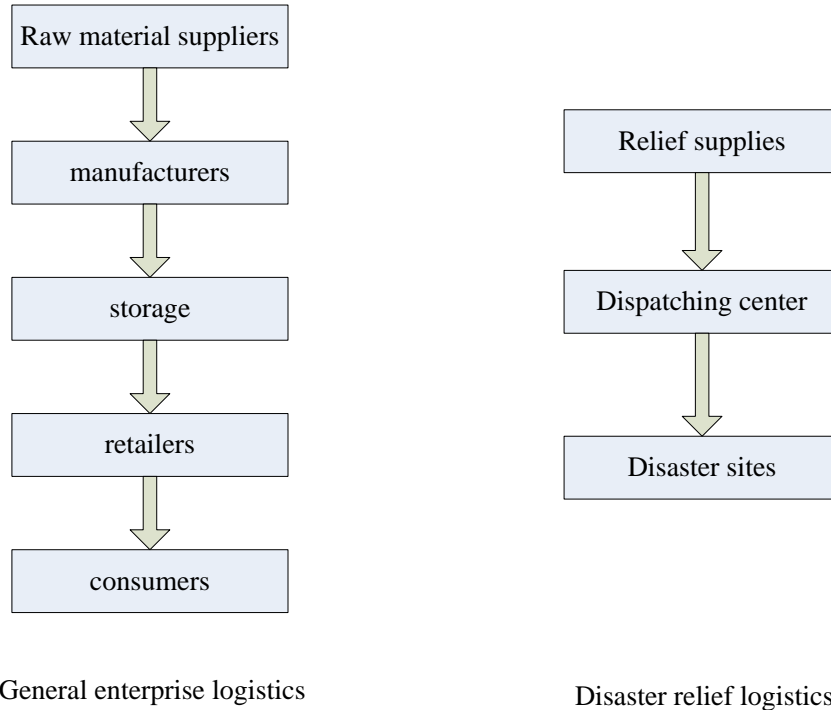 Raw material suppliers
manufacturers
storage
retailers
consumers
General enterprise logistics
Relief supplies
Dispatching center
Disaster sites
Disaster relief logistics